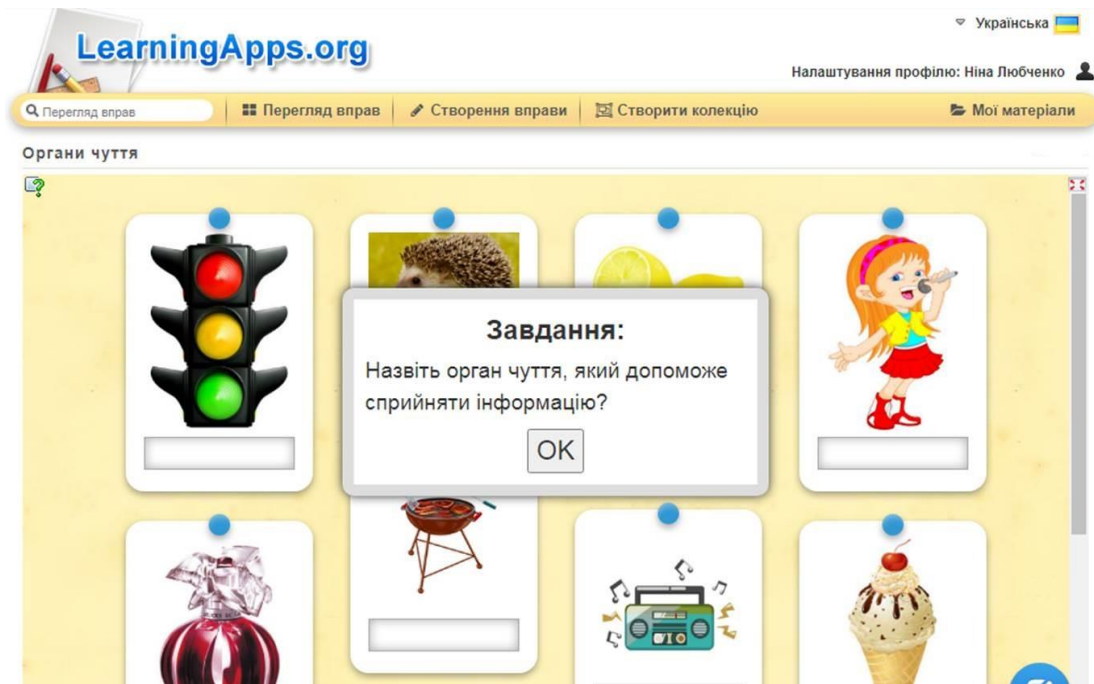 LearningApps.org
Українська
Налаштування профілю: Ніна Любченко
Перегляд вправ
Перегляд вправ
Створення вправи
Створити колекцію
Мої матеріали
Органи чуття
Завдання:
Назвіть орган чуття, який допоможе
сприйняти інформацію?
OK